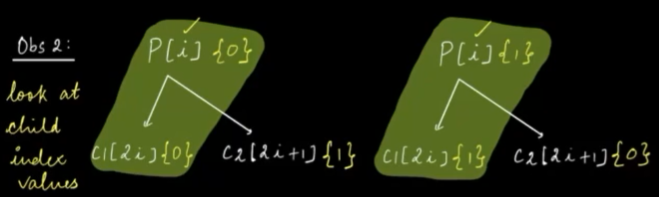 Obs 2:
look at
child
index
values
P[i] {0}
C1[2i]{0} C2[2i+1] {1}
P[i] {1}
C1[2i]{1} C2[2i+1]{0}